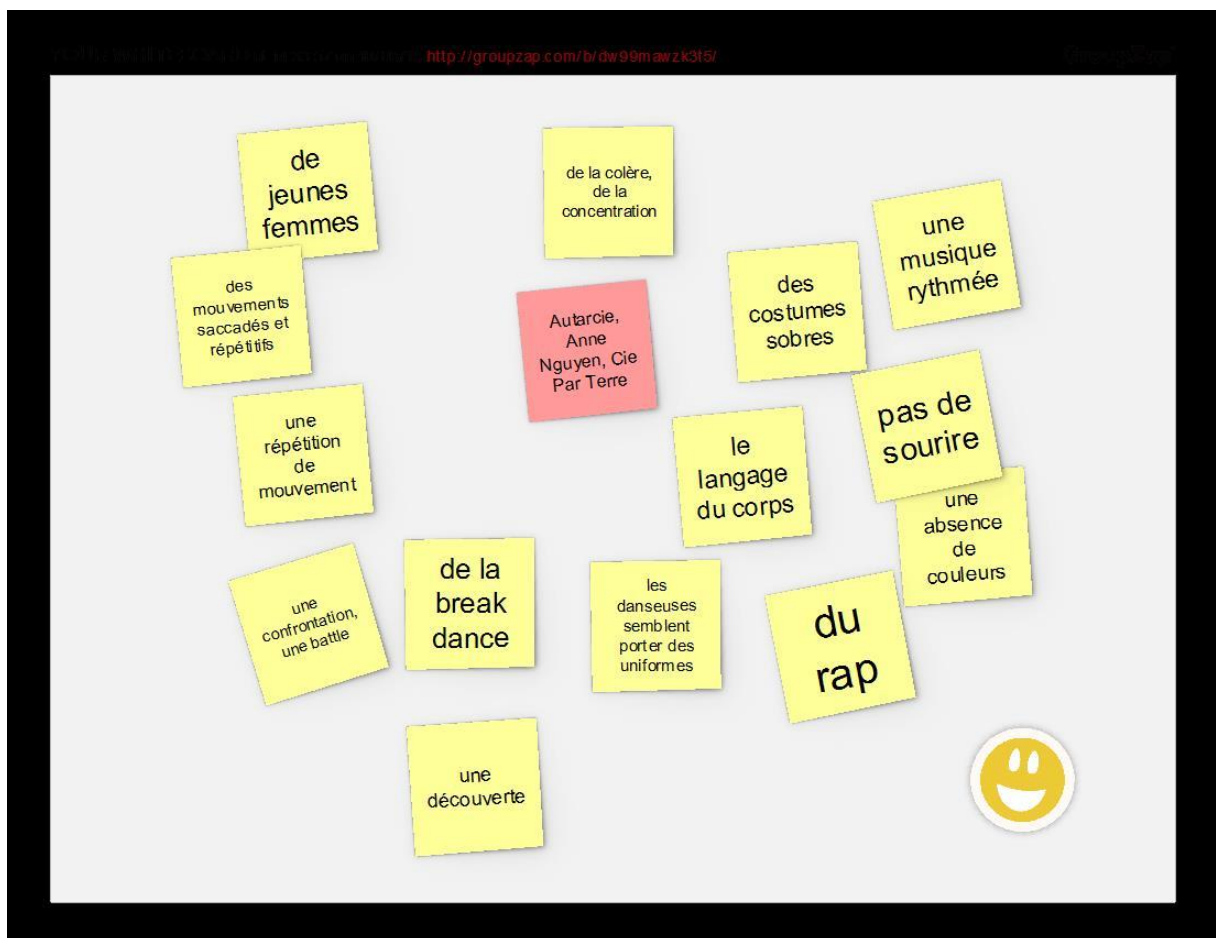 http://groupzap.com/b/dw99mawzk3t5/
de
jeunes
femmes
de la colère,
de la
concentration
une
musique
rythmée
des
mouvements
saccadés et
répétitifs
Autarcie,
Anne
Nguyen, Cie
Par Terre
des
costumes
sobres
une
répétition
de
mouvement
le
langage
du corps
pas de
sourire
une
absence
de
couleurs
une
confrontation,
une battle
de la
break
dance
les
danseuses
semblent
porter des
uniformes
du
rap
une
découverte